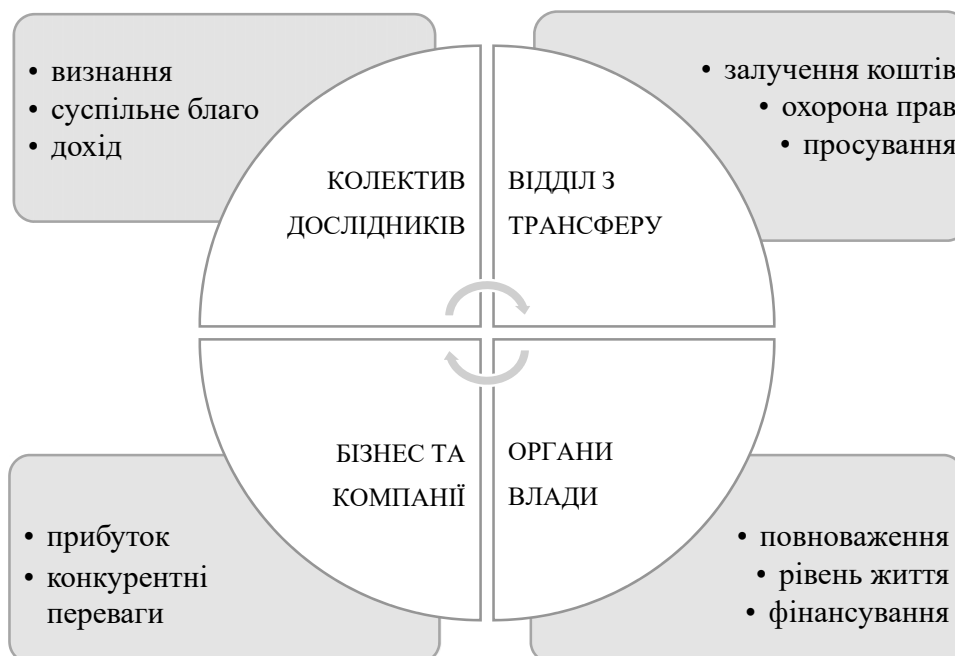 • визнання
• суспільне благо
• дохід
• залучення коштів
• охорона прав
• просування
КОЛЕКТИВ
ДОСЛІДНИКІВ
ВІДДІЛ З
ТРАНСФЕРУ
БІЗНЕС ТА
КОМПАНІЇ
ОРГАНИ
ВЛАДИ
• прибуток
• конкурентні
переваги
• повноваження
• рівень життя
• фінансування